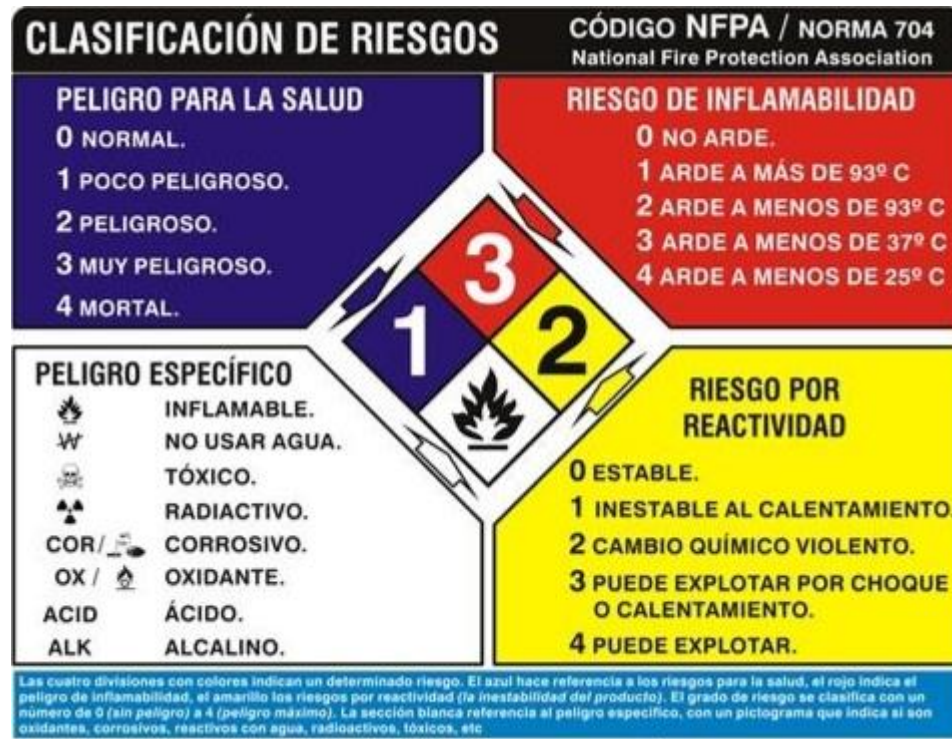 CLASIFICACIÓN DE RIESGOS
CÓDIGO NFPA / NORMA 704
National Fire Protection Association
PELIGRO PARA LA SALUD
0 NORMAL.
1 POCO PELIGROSO.
2 PELIGROSO.
3 MUY PELIGROSO.
4 MORTAL.
RIESGO DE INFLAMABILIDAD
0 NO ARDE.
1 ARDE A MÁS DE 93º C
2 ARDE A MENOS DE 93º C
3 ARDE A MENOS DE 37º C
4 ARDE A MENOS DE 25º C
3
1
2
PELIGRO ESPECÍFICO
INFLAMABLE.
W NO USAR AGUA.
TÓXICO.
RADIACTIVO.
COR/ CORROSIVO.
OX / OXIDANTE.
ACID ÁCIDO.
ALK ALCALINO.
RIESGO POR
REACTIVIDAD
0 ESTABLE.
1 INESTABLE AL CALENTAMIENTO.
2 CAMBIO QUÍMICO VIOLENTO.
3 PUEDE EXPLOTAR POR CHOQUE
O CALENTAMIENTO.
4 PUEDE EXPLOTAR.
Las cuatro divisiones con colores indican un determinado riesgo. El azul hace referencia a los riesgos para la salud, el rojo indica el
peligro de inflamabilidad, el amarillo los riesgos por reactividad (la inestabilidad del producto). El grado de riesgo se clasifica con un
número de 0 (sin peligro) a 4 (peligro máximo). La sección blanca referencia al peligro específico, con un pictograma que indica si son
oxidantes, corrosivos, reactivos con agua, radioactivos, tóxicos, etc